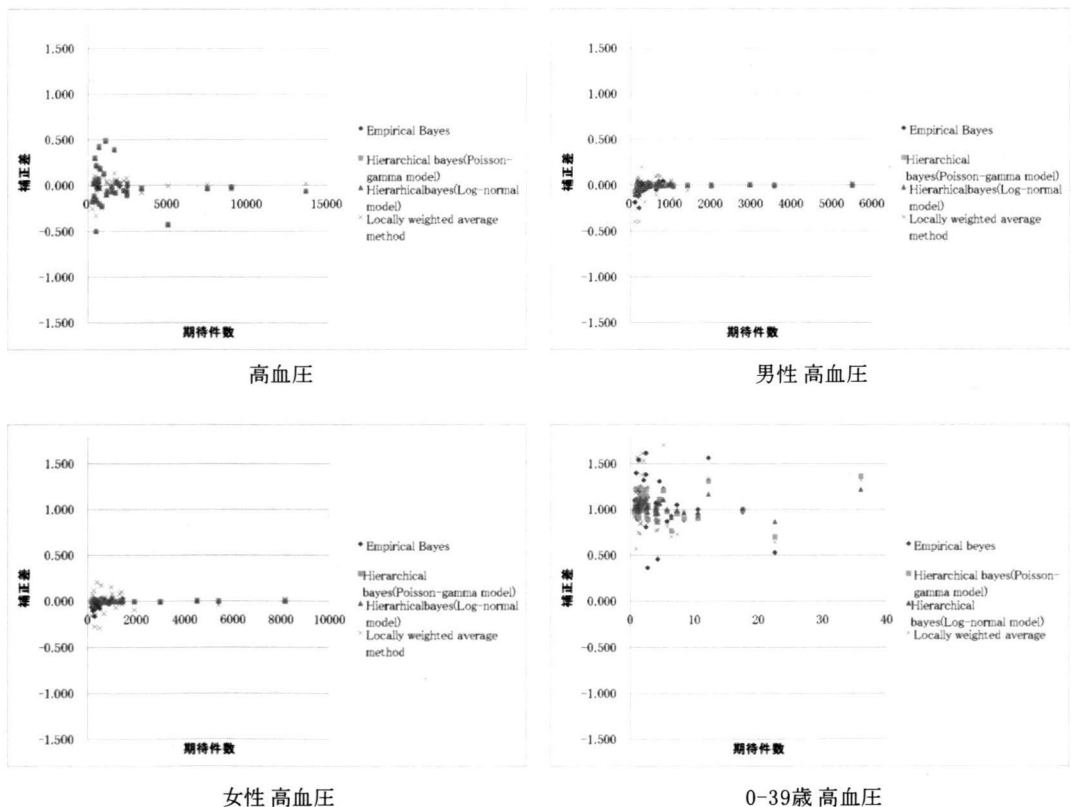 1.500
1.000
0.500
0.000
-0.500
-1.000
-1.500
0
5000
10000
15000
補正差
期待件数
Empirical Bayes
Hierarchical bayes(Poisson-
gamma model)
Hierarhicalbayes(Log-normal
model)
Locally weighted average
method
高血圧
1.500
1.000
0.500
0.000
-0.500
-1.000
-1.500
0
1000
2000
3000
4000
5000
6000
補正差
期待件数
Empirical Bayes
Hierarchical
bayes(Poisson-gamma model)
Hierarhicalbayes(Log-normal
model)
Locally weighted average
method
男性 高血圧
1.500
1.000
0.500
0.000
-0.500
-1.000
-1.500
0
2000
4000
6000
8000
10000
補正差
期待件数
Empirical Bayes
Hierarchical
bayes(Poisson-gamma model)
Hierarhicalbayes(Log-normal
model)
Locally weighted average
method
女性 高血圧
1.500
1.000
0.500
0.000
-0.500
-1.000
-1.500
0
10
20
30
40
補正差
期待件数
Empirical beyes
Hierarchical bayes(Poisson-
gamma model)
Hierarchical
bayes(Log-normal model)
Locally weighted average
0-39歳 高血圧